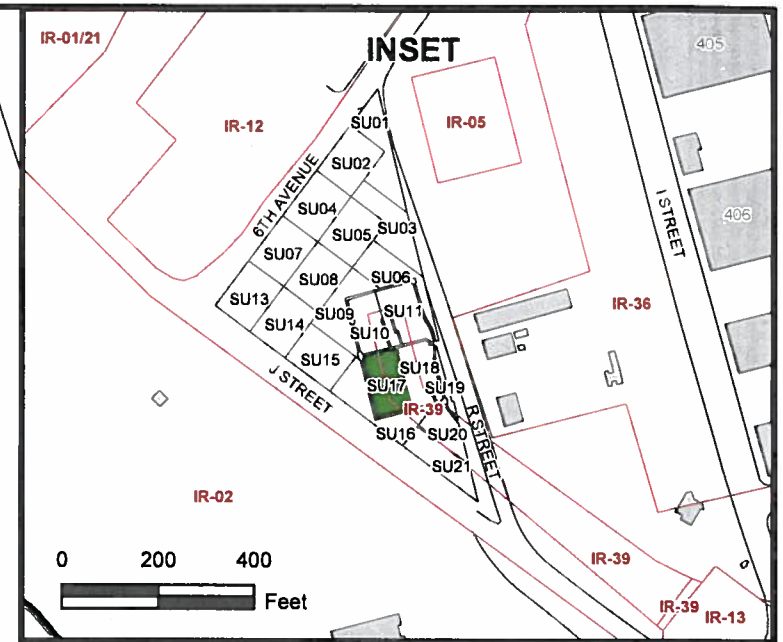 INSET
IR-01/21
405
IR-12
SU01
IR-05
SU02
6TH AVENUE
SU04
I STREET
406
SU05
SU03
SU07
SU08
SU06
SU13
SU09
SU11
IR-36
SU14
SU10
SU15
SU18
J STREET
SU17
SU19
IR-39
R STREET
SU16
SU20
SU21
IR-02
0 200 400
Feet
IR-39
IR-39
IR-13